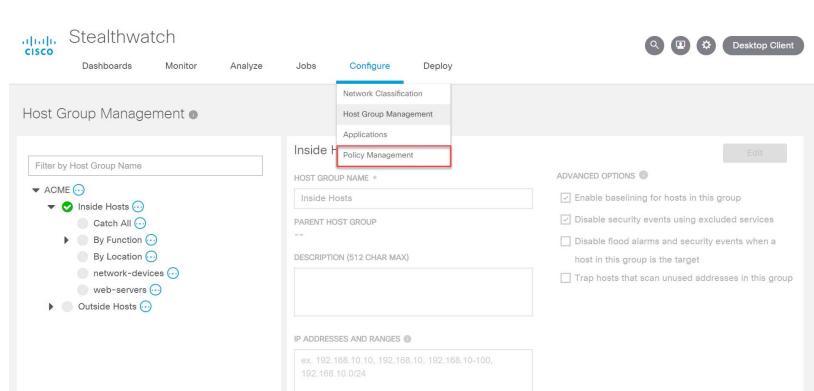 CISCO
Stealthwatch
Desktop Client
Dashboards Monitor Analyze Jobs Configure Deploy
Network Classification
Host Group Management
Applications
Policy Management
Host Group Management
Filter by Host Group Name
ACME
Inside Hosts
Catch All
By Function
By Location
network-devices
web-servers
Outside Hosts
Inside H
Edit
HOST GROUP NAME *
Inside Hosts
PARENT HOST GROUP
--
DESCRIPTION (512 CHAR MAX)
IP ADDRESSES AND RANGES
ex. 192.168.10.10, 192.168.10, 192.168.10-100,
192.168.10.0/24
ADVANCED OPTIONS
Enable baselining for hosts in this group
Disable security events using excluded services
Disable flood alarms and security events when a
host in this group is the target
Trap hosts that scan unused addresses in this group